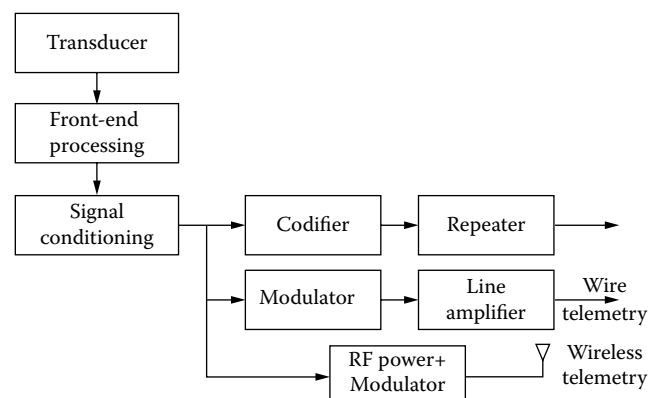 Transducer
Front-end
processing
Signal
conditioning
Codifier
Repeater
Modulator
Line
amplifier
Wire
telemetry
RF power+
Modulator
Wireless
telemetry